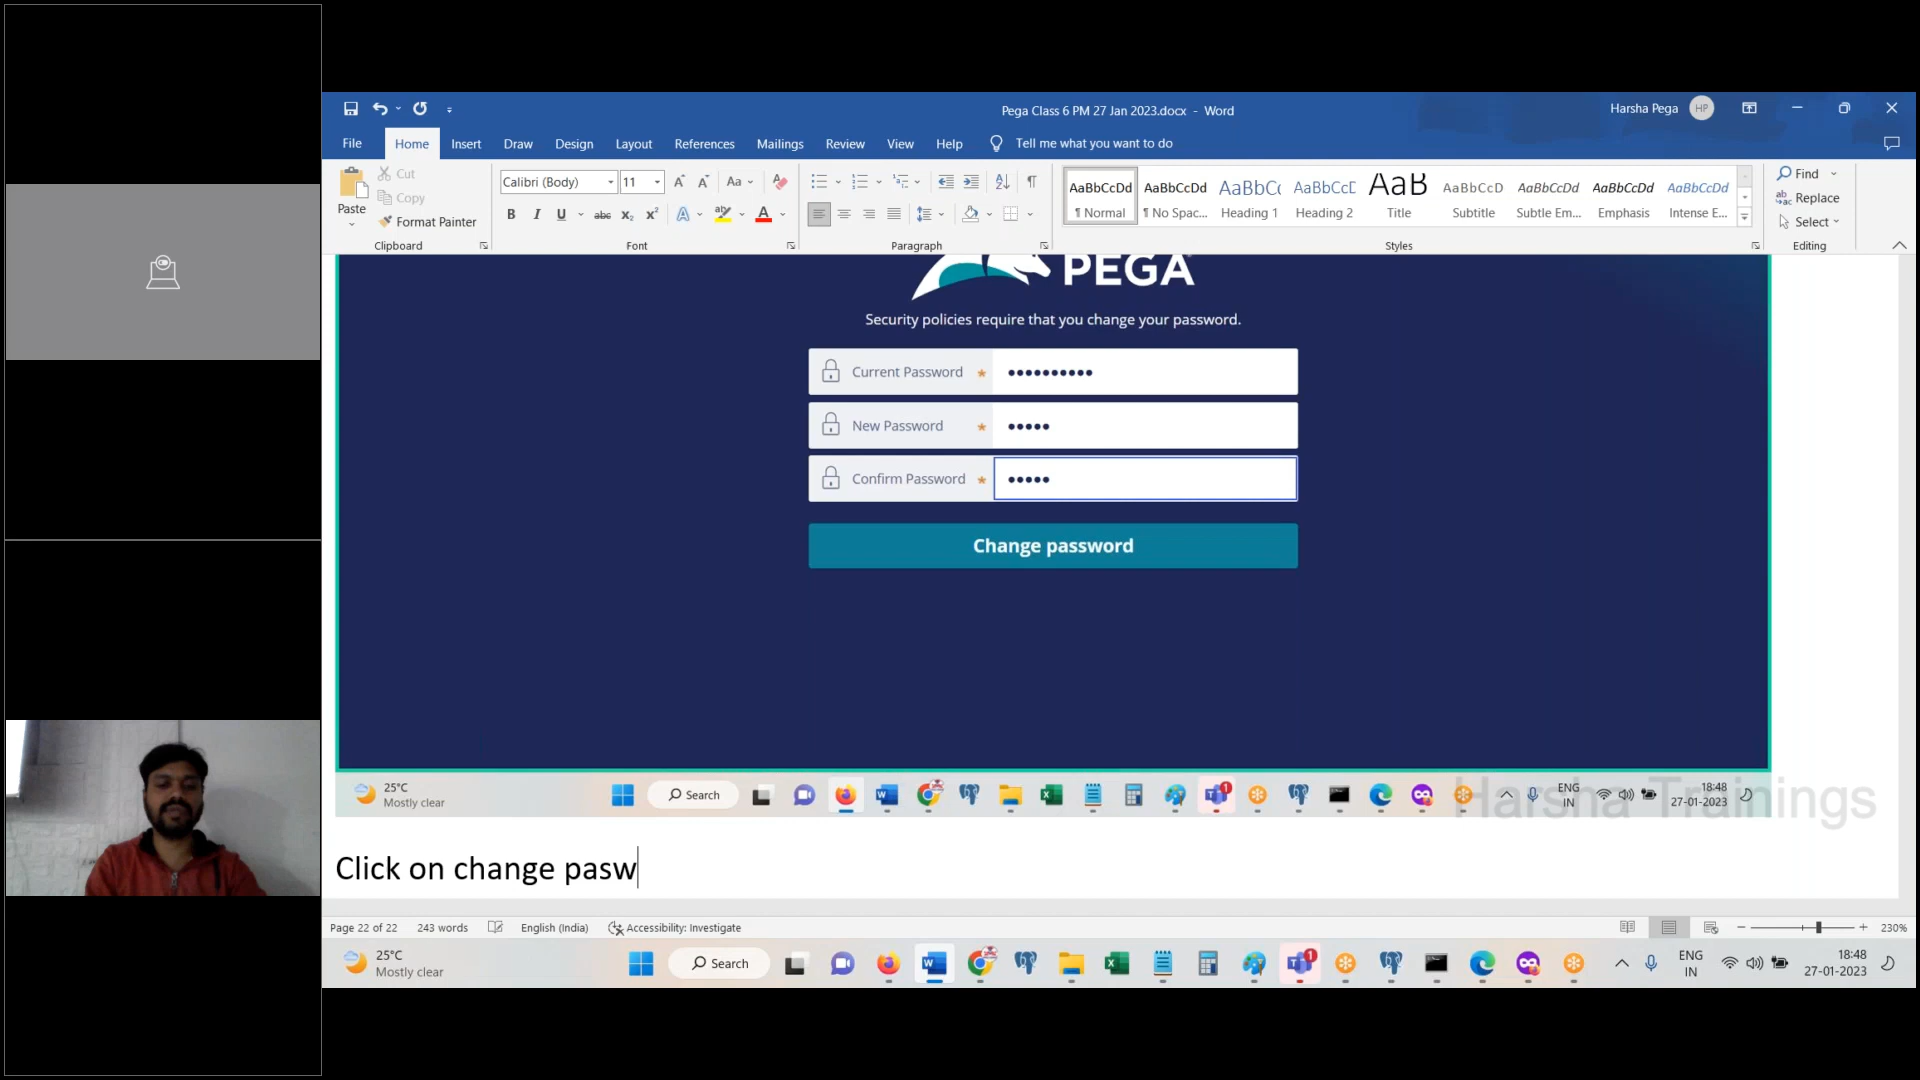 Pega Class 6 PM 27 Jan 2023.docx - Word
Harsha Pega HP
File Home Insert Draw Design Layout References Mailings Review View Help Tell me what you want to do
Paste
Cut
Copy
Format Painter
Calibri (Body) 11
AaBbCcDd AaBbCcDd AaBbCc AaBbCcD AaB AaBbCcD AaBbCcDd AaBbCcDd AaBbCcDd
¶ Normal ¶ No Spac... Heading 1 Heading 2 Title Subtitle Subtle Em... Emphasis Intense E...
Find
Replace
Select
Clipboard Font Paragraph Styles Editing
PEGA
Security policies require that you change your password.
Current Password *
New Password *
Confirm Password *
Change password
25°C
Mostly clear
Search
ENG
IN
18:48
27-01-2023
Harsha Trainings
Click on change pasw
Page 22 of 22 243 words English (India) Accessibility: Investigate 230%
25°C
Mostly clear
Search
ENG
IN
18:48
27-01-2023